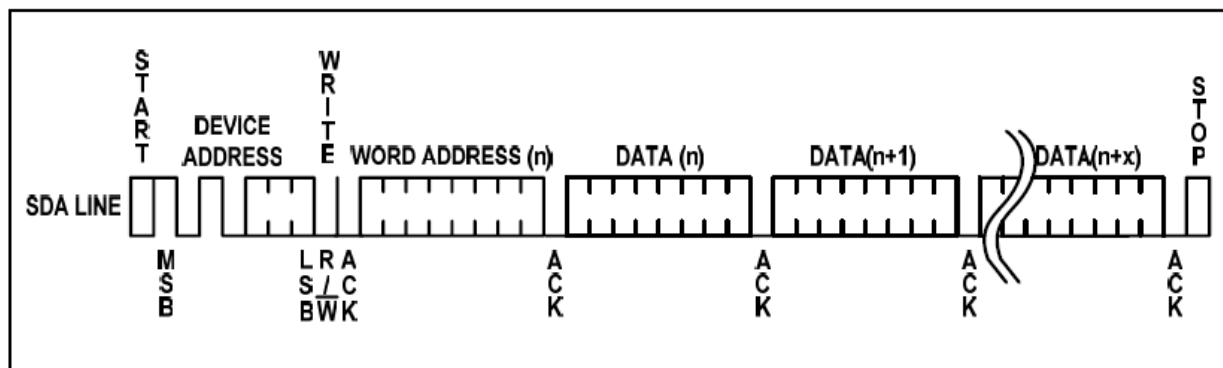 START
WRITE
STOP
DEVICE
ADDRESS
WORD ADDRESS (n)
DATA (n)
DATA(n+1)
DATA(n+x)
SDA LINE
MSB
LSB
R/W
ACK
ACK
ACK
ACK
ACK